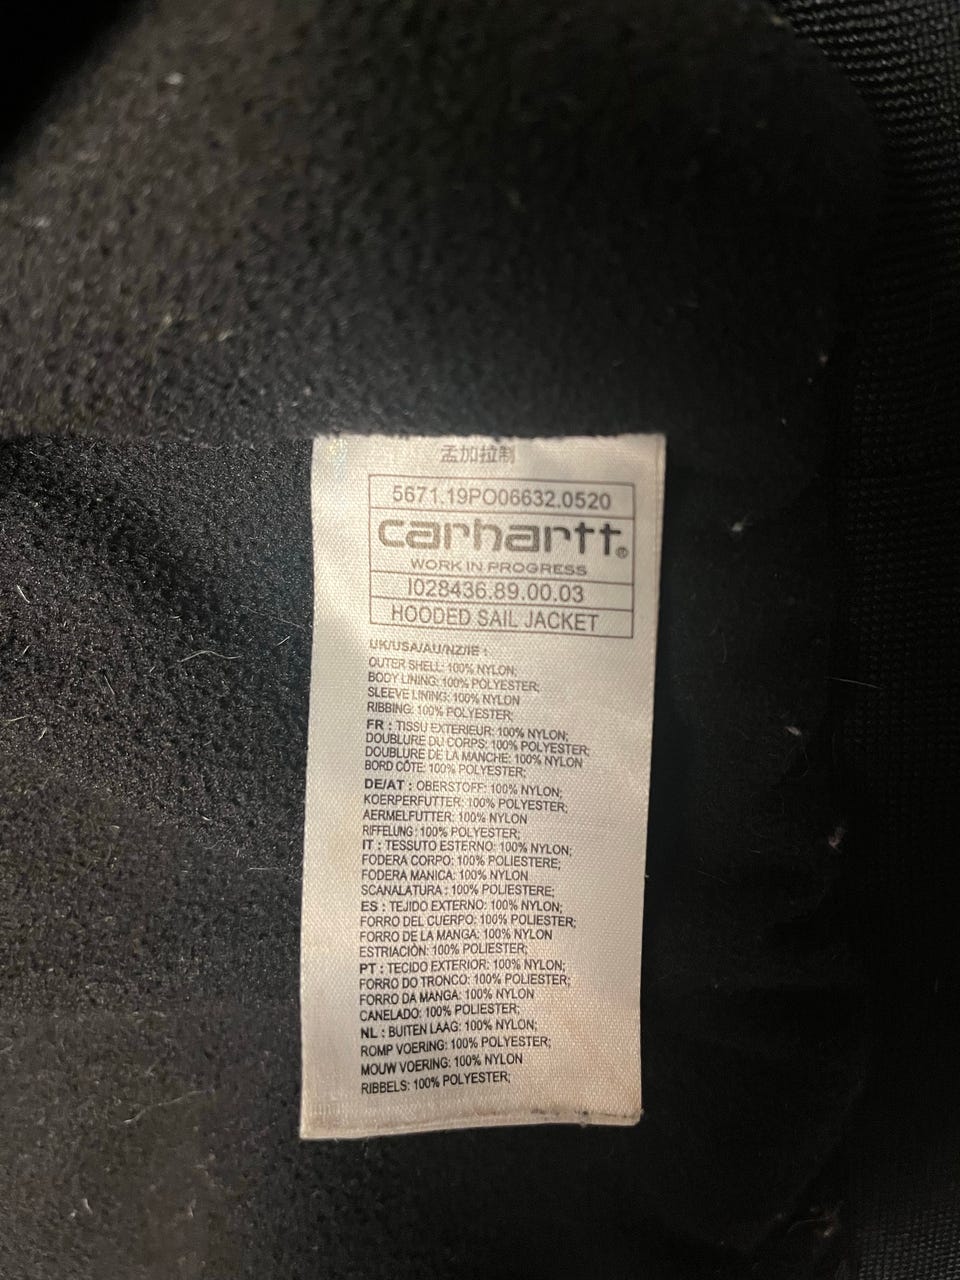 孟加拉制
5671.19PO06632.0520
carhartt®
WORK IN PROGRESS
I028436.89.00.03
HOODED SAIL JACKET
UK/USA/AU/NZ/IE :
OUTER SHELL: 100% NYLON;
BODY LINING: 100% POLYESTER;
SLEEVE LINING: 100% NYLON
RIBBING: 100% POLYESTER;
FR : TISSU EXTERIEUR: 100% NYLON;
DOUBLURE DU CORPS: 100% POLYESTER;
DOUBLURE DE LA MANCHE: 100% NYLON
BORD CÔTE: 100% POLYESTER;
DE/AT : OBERSTOFF: 100% NYLON;
KOERPERFUTTER: 100% POLYESTER;
AERMELFUTTER: 100% NYLON
RIFFELUNG: 100% POLYESTER;
IT : TESSUTO ESTERNO: 100% NYLON;
FODERA CORPO: 100% POLIESTERE;
FODERA MANICA: 100% NYLON
SCANALATURA : 100% POLIESTERE;
ES : TEJIDO EXTERNO: 100% NYLON;
FORRO DEL CUERPO: 100% POLIESTER;
FORRO DE LA MANGA: 100% NYLON
ESTRIACIÓN: 100% POLIESTER;
PT : TECIDO EXTERIOR: 100% NYLON;
FORRO DO TRONCO: 100% POLIESTER;
FORRO DA MANGA: 100% NYLON
CANELADO: 100% POLIESTER;
NL : BUITEN LAAG: 100% NYLON;
ROMP VOERING: 100% POLYESTER;
MOUW VOERING: 100% NYLON
RIBBELS: 100% POLYESTER;